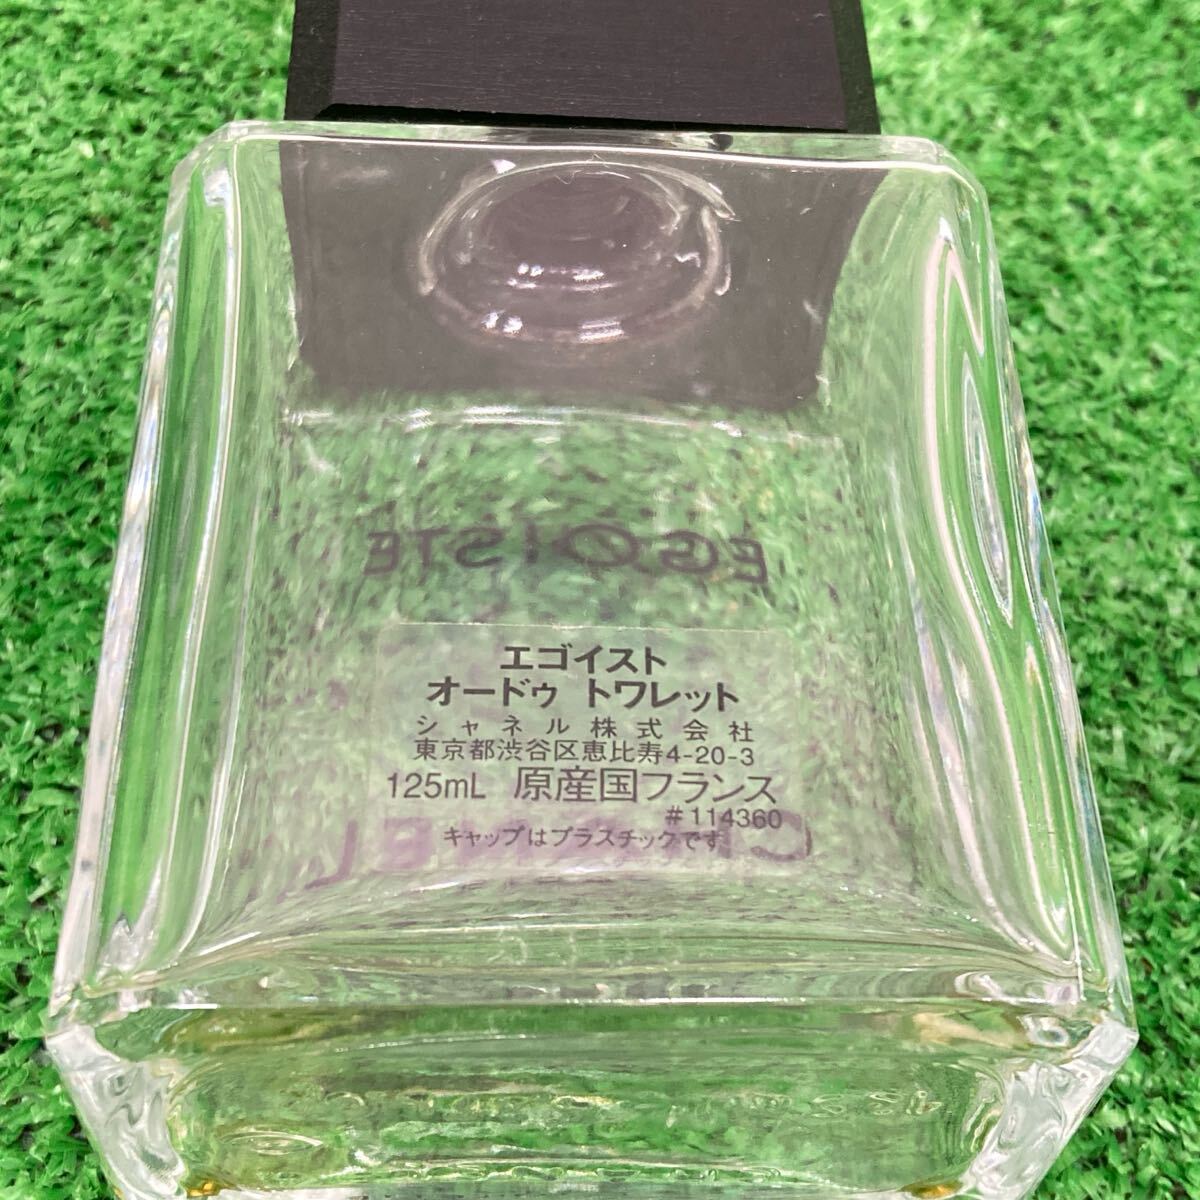 EGOISTE
エゴイスト
オードゥ トワレット
シャネル株式会社
東京都渋谷区恵比寿4-20-3
125mL 原産国フランス
#114360
キャップはプラスチックです
CHANEL